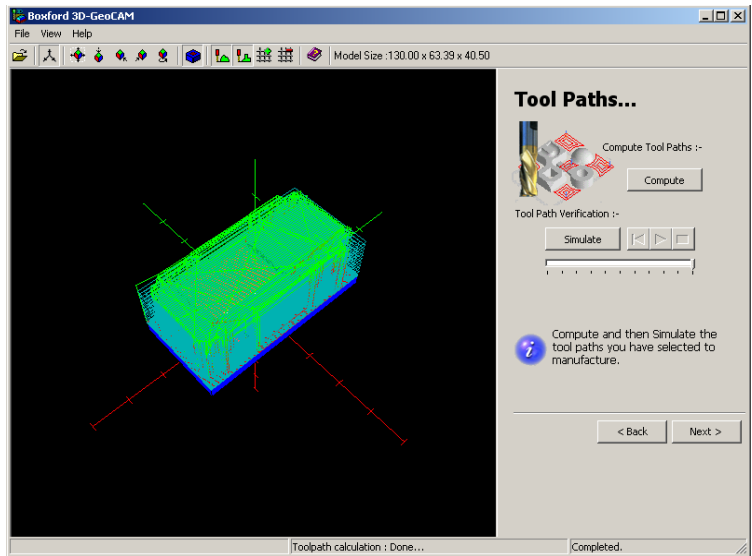 Boxford 3D-GeoCAM
File View Help
Model Size :130.00 x 63.39 x 40.50
Tool Paths...
Compute Tool Paths :-
Compute
Tool Path Verification :-
Simulate
Compute and then Simulate the
tool paths you have selected to
manufacture.
< Back Next >
Toolpath calculation : Done... Completed.